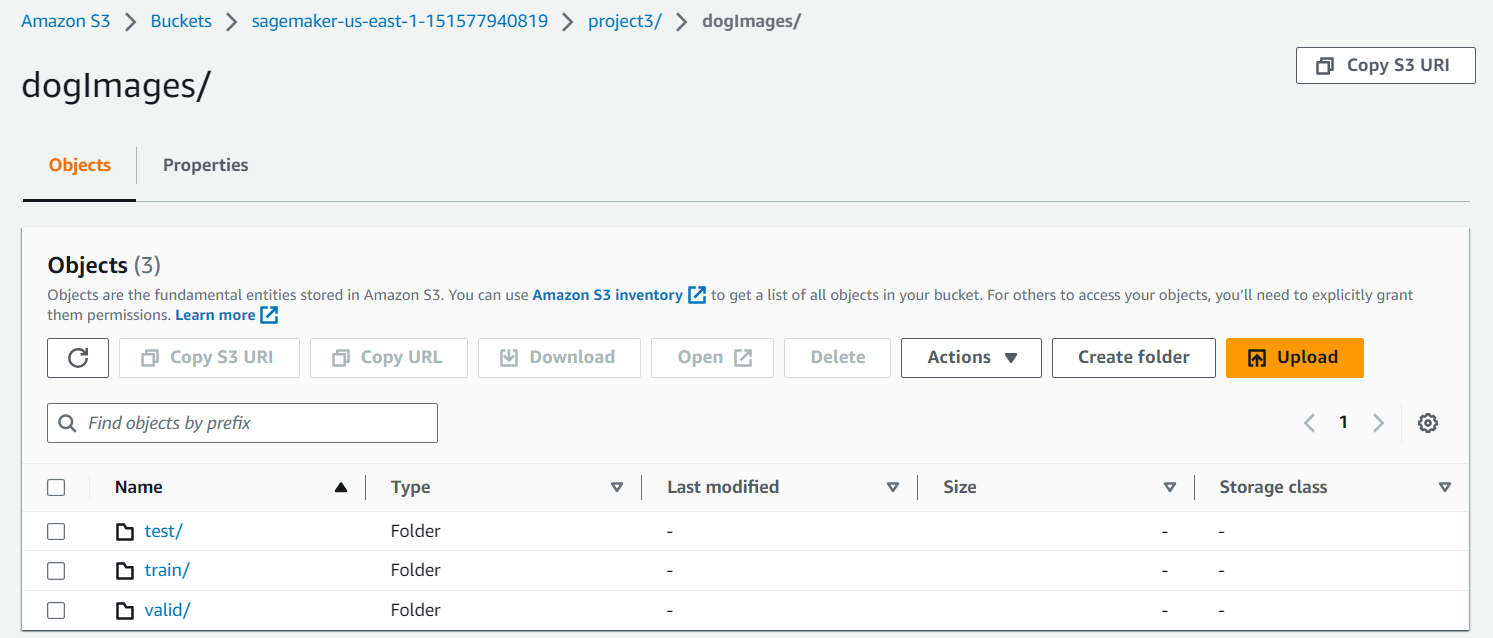 Amazon S3 > Buckets > sagemaker-us-east-1-151577940819 > project3/ > dogImages/
dogImages/
Copy S3 URI
Objects Properties
Objects (3)
Objects are the fundamental entities stored in Amazon S3. You can use Amazon S3 inventory to get a list of all objects in your bucket. For others to access your objects, you'll need to explicitly grant
them permissions. Learn more
Copy S3 URI Copy URL Download Open Delete Actions Create folder Upload
Find objects by prefix 1
Name Type Last modified Size Storage class
test/ Folder - - -
train/ Folder - - -
valid/ Folder - - -